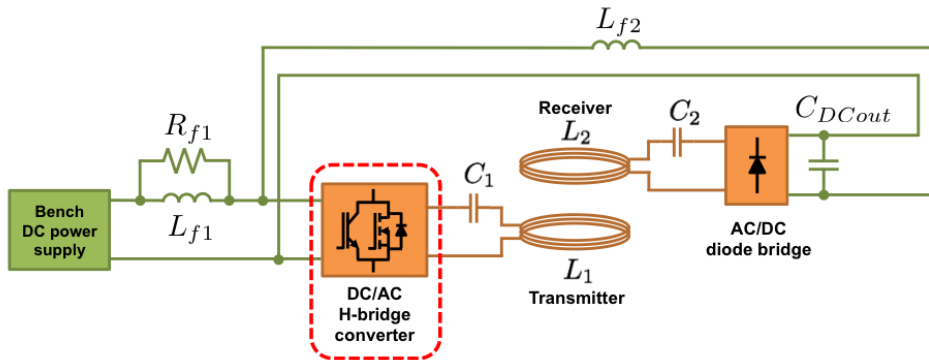 L_{f2}
R_{f1}
Receiver
L_2
C_2
C_{DCout}
Bench
DC power
supply
L_{f1}
C_1
AC/DC
diode bridge
L_1
Transmitter
DC/AC
H-bridge
converter